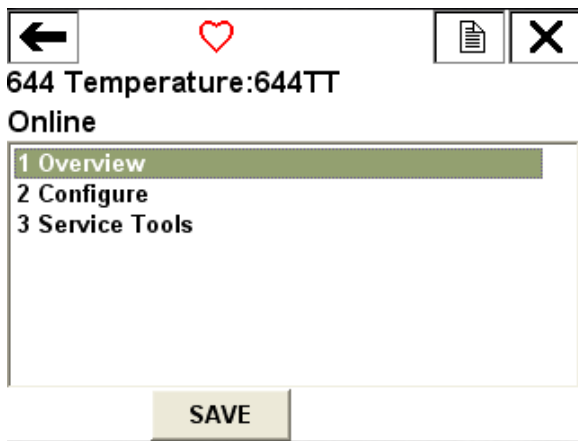 644 Temperature:644TT
Online
1 Overview
2 Configure
3 Service Tools
SAVE